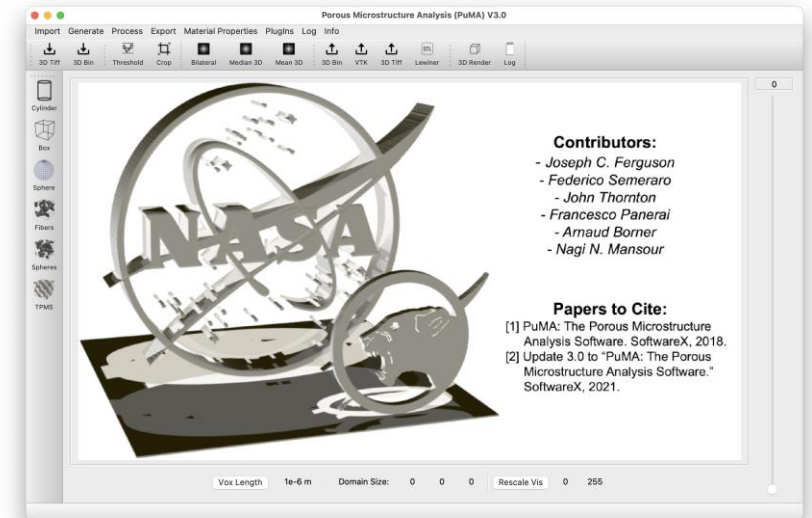 Porous Microstructure Analysis (PuMA) V3.0
Import Generate Process Export Material Properties PlugIns Log Info
3D Tiff 3D Bin Threshold Crop Bilateral Median 3D Mean 3D 3D Bin VTK 3D Tiff STL Lewiner 3D Render Log
Cylinder
Box
Sphere
Fibers
Spheres
TPMS
0
NASA
Contributors:
- Joseph C. Ferguson
- Federico Semeraro
- John Thornton
- Francesco Panerai
- Arnaud Borner
- Nagi N. Mansour
Papers to Cite:
[1] PuMA: The Porous Microstructure
Analysis Software. SoftwareX, 2018.
[2] Update 3.0 to “PuMA: The Porous
Microstructure Analysis Software.”
SoftwareX, 2021.
Vox Length 1e-6 m Domain Size: 0 0 0 Rescale Vis 0 255